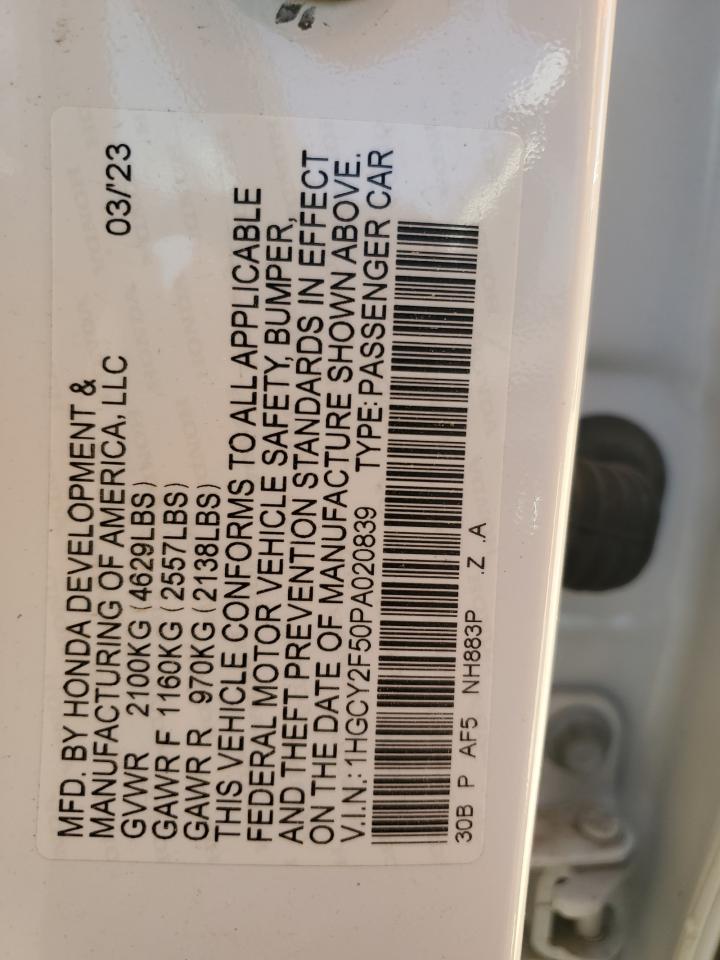 MFD. BY HONDA DEVELOPMENT & 03/'23
MANUFACTURING OF AMERICA, LLC
GVWR 2100KG (4629LBS)
GAWR F 1160KG (2557LBS)
GAWR R 970KG (2138LBS)
THIS VEHICLE CONFORMS TO ALL APPLICABLE
FEDERAL MOTOR VEHICLE SAFETY, BUMPER,
AND THEFT PREVENTION STANDARDS IN EFFECT
ON THE DATE OF MANUFACTURE SHOWN ABOVE.
V.I.N.:1HGCY2F50PA020839 TYPE:PASSENGER CAR
30B P AF5 NH883P .Z .A